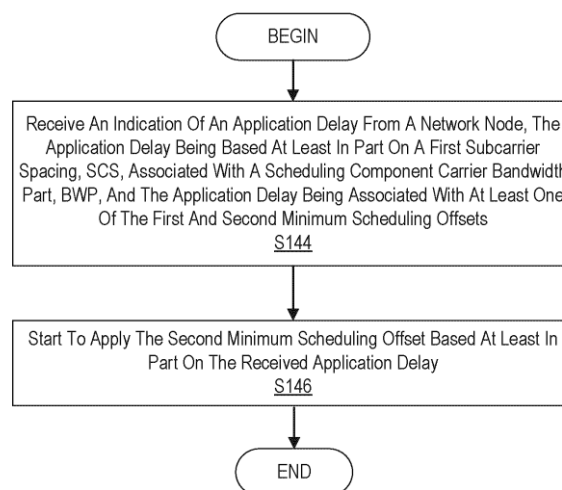 BEGIN
Receive An Indication Of An Application Delay From A Network Node, The
Application Delay Being Based At Least In Part On A First Subcarrier
Spacing, SCS, Associated With A Scheduling Component Carrier Bandwidth
Part, BWP, And The Application Delay Being Associated With At Least One
Of The First And Second Minimum Scheduling Offsets
S144
Start To Apply The Second Minimum Scheduling Offset Based At Least In
Part On The Received Application Delay
S146
END